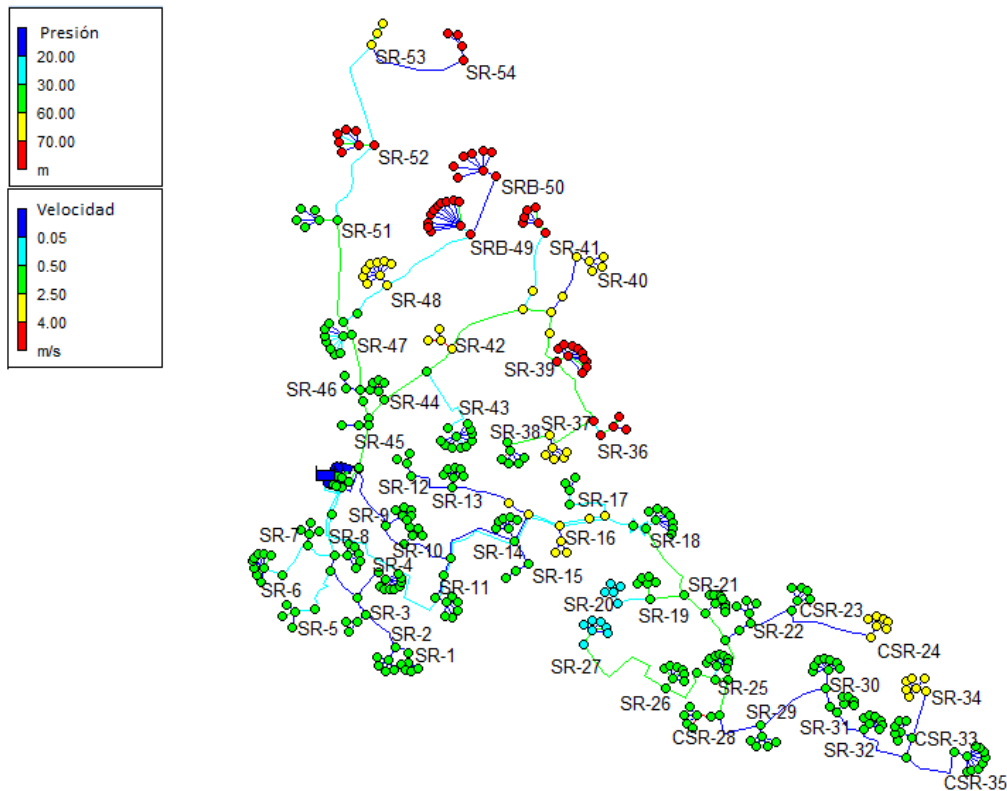 Presión
20.00
30.00
60.00
70.00
m
Velocidad
0.05
0.50
2.50
4.00
m/s
SR-53
SR-54
SR-52
SRB-50
SR-51
SRB-49
SR-41
SR-40
SR-48
SR-47
SR-42
SR-39
SR-46
SR-44
SR-43
SR-37
SR-38
SR-36
SR-45
SR-12
SR-13
SR-17
SR-9
SR-7
SR-8
SR-10
SR-14
SR-16
SR-18
SR-4
SR-6
SR-11
SR-15
SR-5
SR-3
SR-20
SR-19
SR-21
CSR-23
SR-2
SR-1
SR-22
CSR-24
SR-27
SR-25
SR-26
SR-30
SR-34
SR-29
CSR-28
SR-31
SR-32
CSR-33
CSR-35